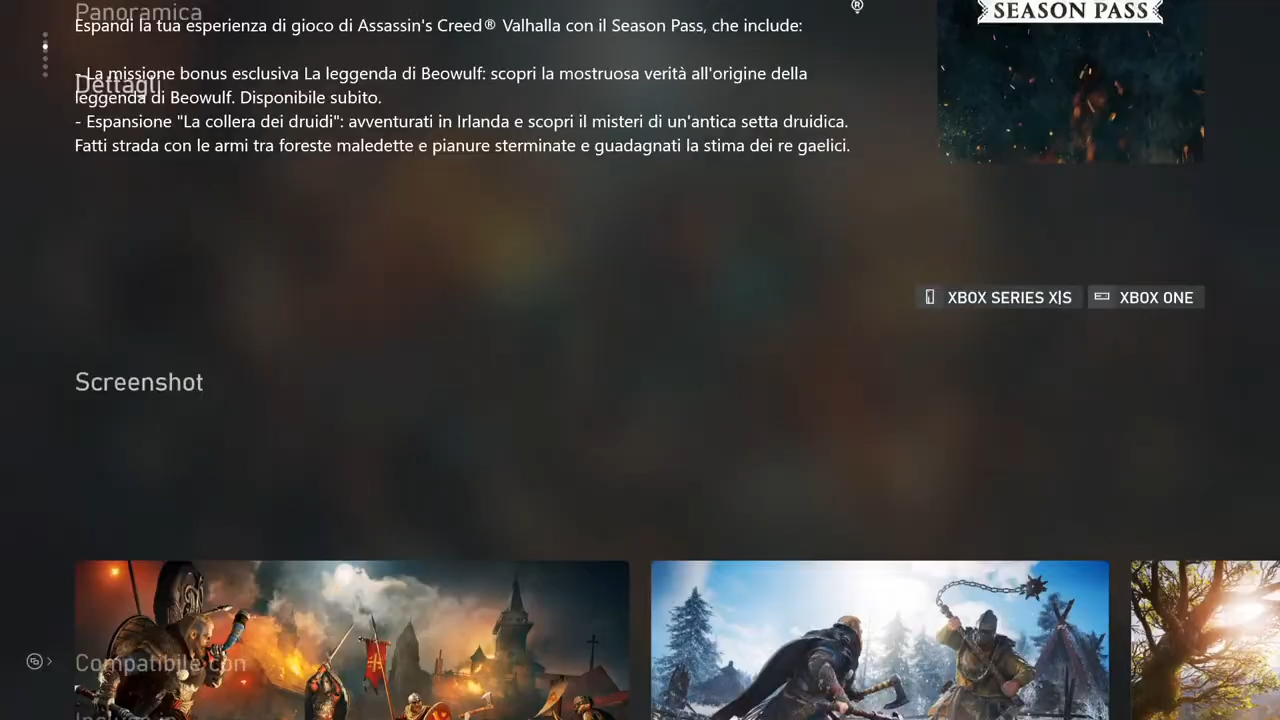 Panoramica
Espandi la tua esperienza di gioco di Assassin's Creed® Valhalla con il Season Pass, che include:
- La missione bonus esclusiva La leggenda di Beowulf: scopri la mostruosa verità all'origine della
Dettagli
leggenda di Beowulf. Disponibile subito.
- Espansione "La collera dei druidi": avventurati in Irlanda e scopri il misteri di un'antica setta druidica.
Fatti strada con le armi tra foreste maledette e pianure sterminate e guadagnati la stima dei re gaelici.
SEASON PASS
XBOX SERIES X|S
XBOX ONE
Screenshot
Compatibile con
Incluso in